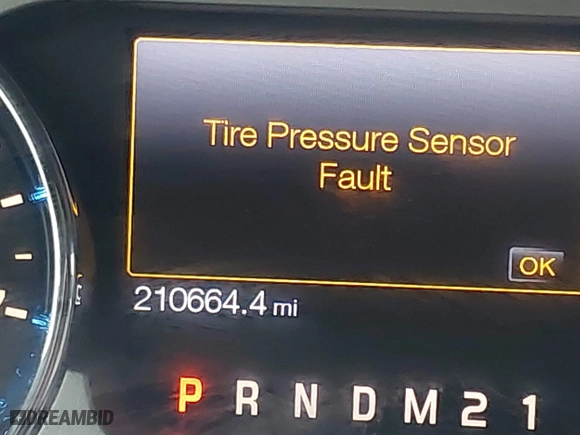 Tire Pressure Sensor
Fault
OK
210664.4 mi
P R N D M 2 1
DREAMBID